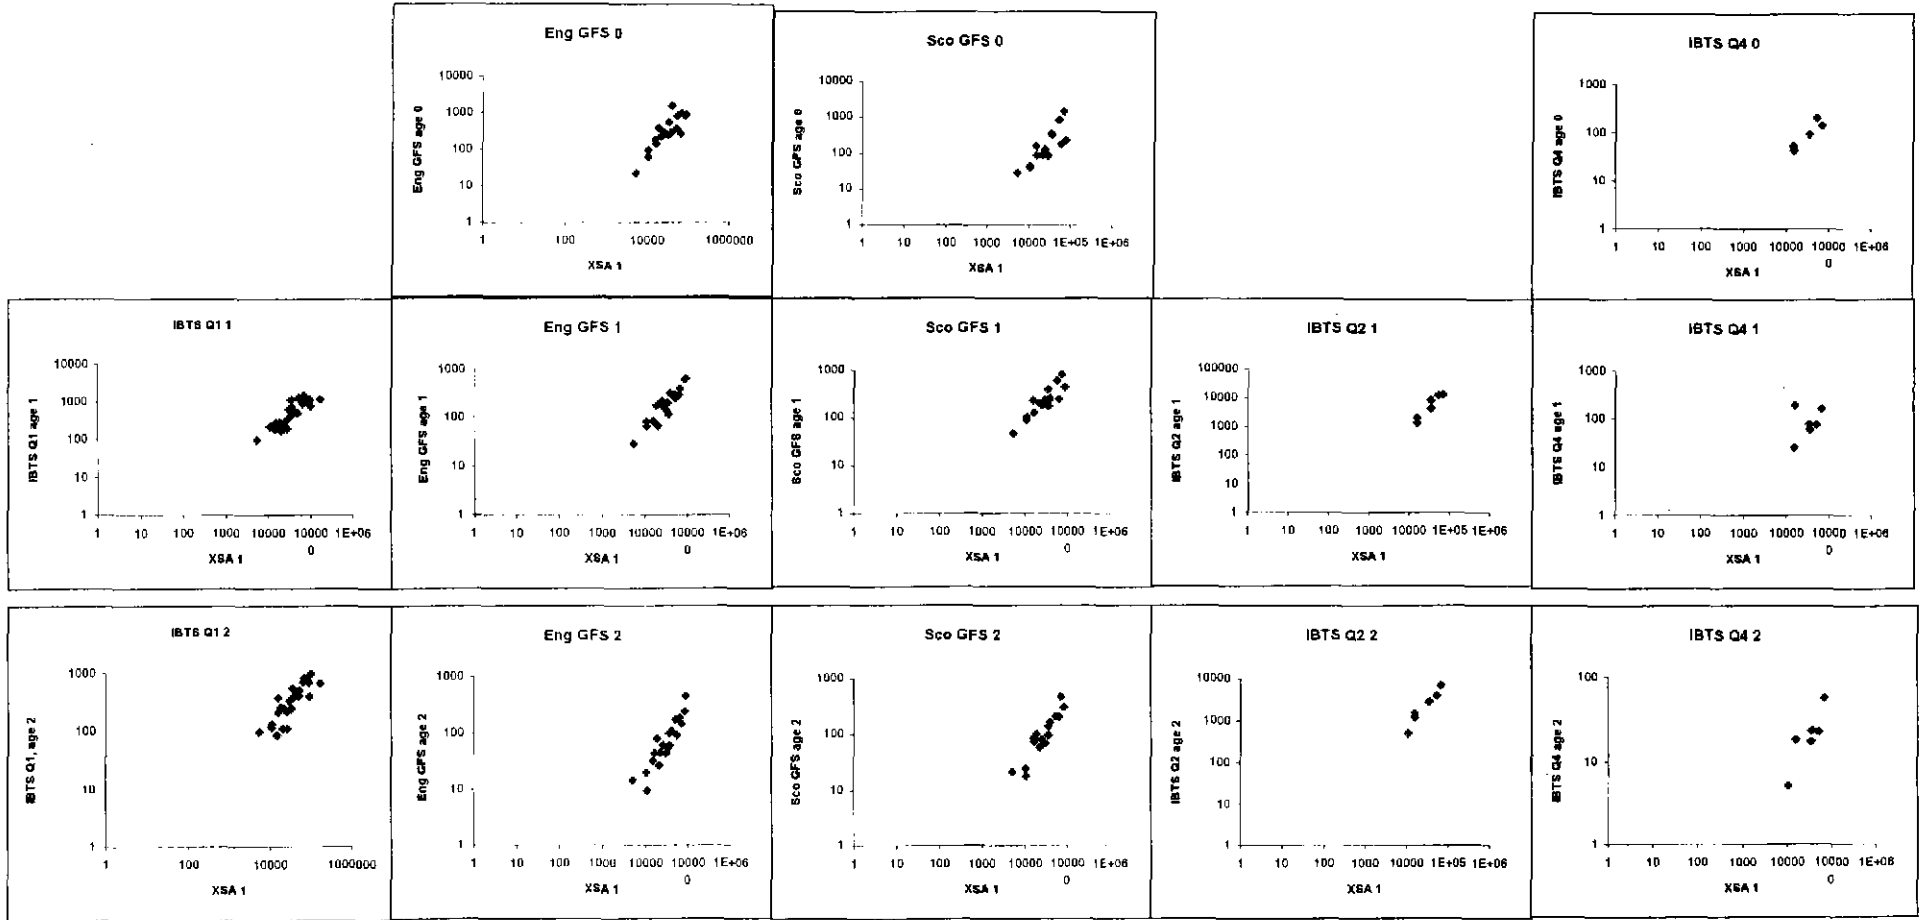 Eng GFS 0
Eng GFS age 0
10000
1000
100
10
1
1 100 10000 1000000
XSA 1
Sco GFS 0
Sco GFS age 0
10000
1000
100
10
1
1 10 100 1000 10000 1E+05 1E+06
XSA 1
IBTS Q4 0
IBTS Q4 age 0
1000
100
10
1
1 10 100 1000 10000 10000 1E+06
0
XSA 1
IBTS Q1 1
IBTS Q1 age 1
10000
1000
100
10
1
1 10 100 1000 10000 10000 1E+06
0
XSA 1
Eng GFS 1
Eng GFS age 1
1000
100
10
1
1 10 100 1000 10000 10000 1E+06
0
XSA 1
Sco GFS 1
Sco GFS age 1
1000
100
10
1
1 10 100 1000 10000 10000 1E+06
0
XSA 1
IBTS Q2 1
IBTS Q2 age 1
100000
10000
1000
100
10
1
1 10 100 1000 10000 1E+05 1E+06
XSA 1
IBTS Q4 1
IBTS Q4 age 1
1000
100
10
1
1 10 100 1000 10000 10000 1E+06
0
XSA 1
IBTS Q1 2
IBTS Q1, age 2
1000
100
10
1
1 100 10000 1000000
XSA 1
Eng GFS 2
Eng GFS age 2
1000
100
10
1
1 10 100 1000 10000 10000 1E+06
0
XSA 1
Sco GFS 2
Sco GFS age 2
1000
100
10
1
1 10 100 1000 10000 10000 1E+06
0
XSA 1
IBTS Q2 2
IBTS Q2 age 2
10000
1000
100
10
1
1 10 100 1000 10000 1E+05 1E+06
XSA 1
IBTS Q4 2
IBTS Q4 age 2
100
10
1
1 10 100 1000 10000 10000 1E+06
0
XSA 1